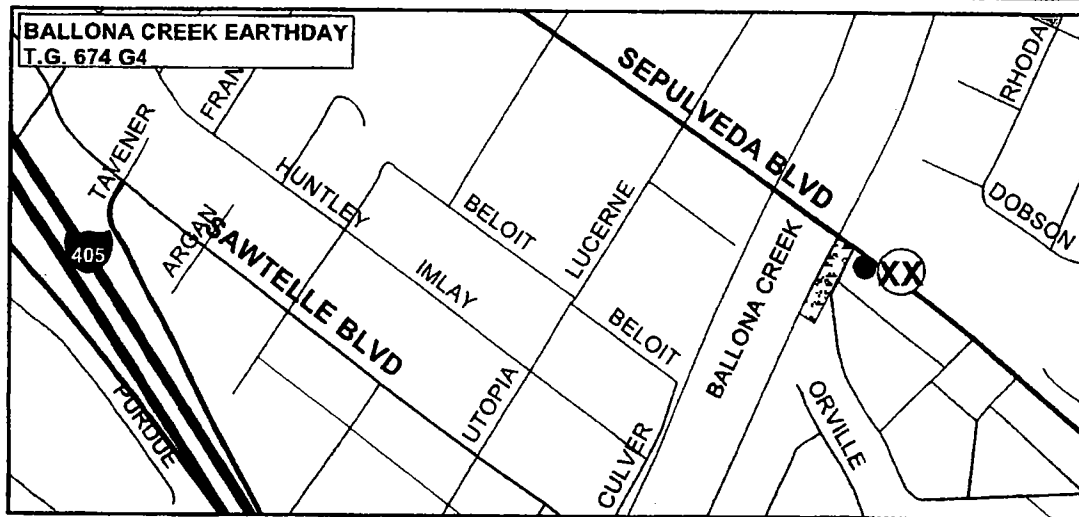 BALLONA CREEK EARTHDAY
T.G. 674 G4
FRAN
SEPULVEDA BLVD
RHODA
TAVENER
HUNTLEY
BELOIT
LUCERNE
DOBSON
ARGAN
SAWTELLE BLVD
405
IMLAY
BALLONA CREEK
XX
BELOIT
PURDUE
UTOPIA
CULVER
ORVILLE